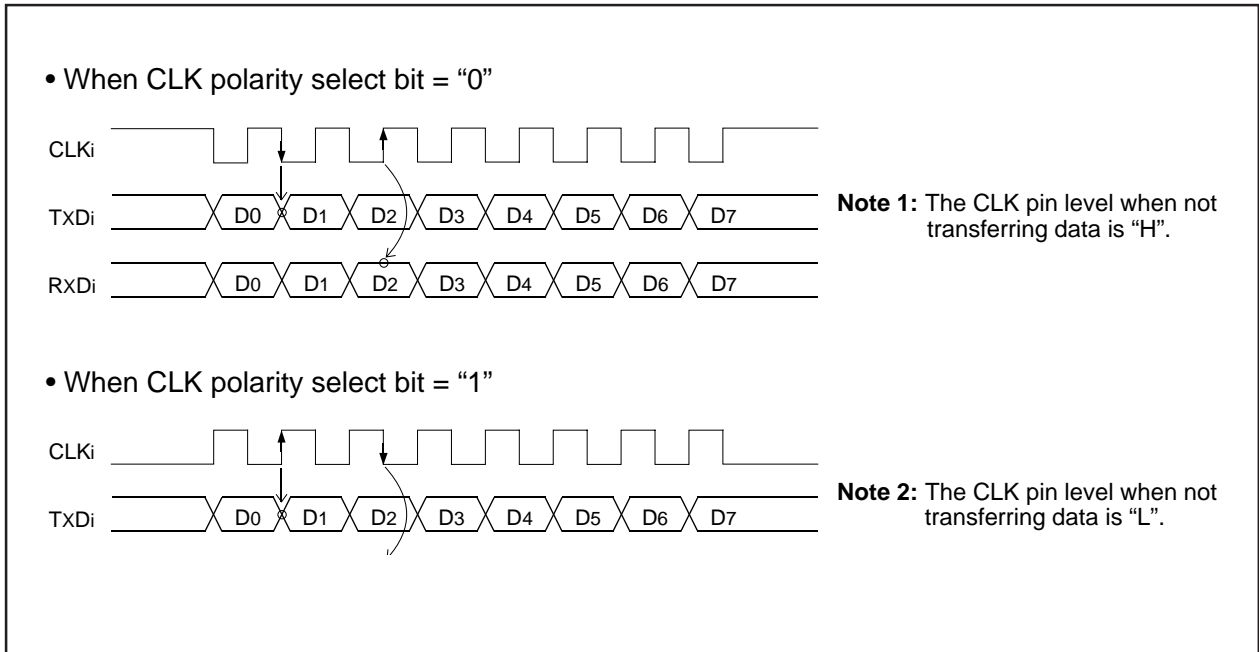 • When CLK polarity select bit = “0”
CLKi
TXDi D0 D1 D2 D3 D4 D5 D6 D7
RXDi D0 D1 D2 D3 D4 D5 D6 D7
Note 1: The CLK pin level when not
transferring data is “H”.
• When CLK polarity select bit = “1”
CLKi
TXDi D0 D1 D2 D3 D4 D5 D6 D7
Note 2: The CLK pin level when not
transferring data is “L”.